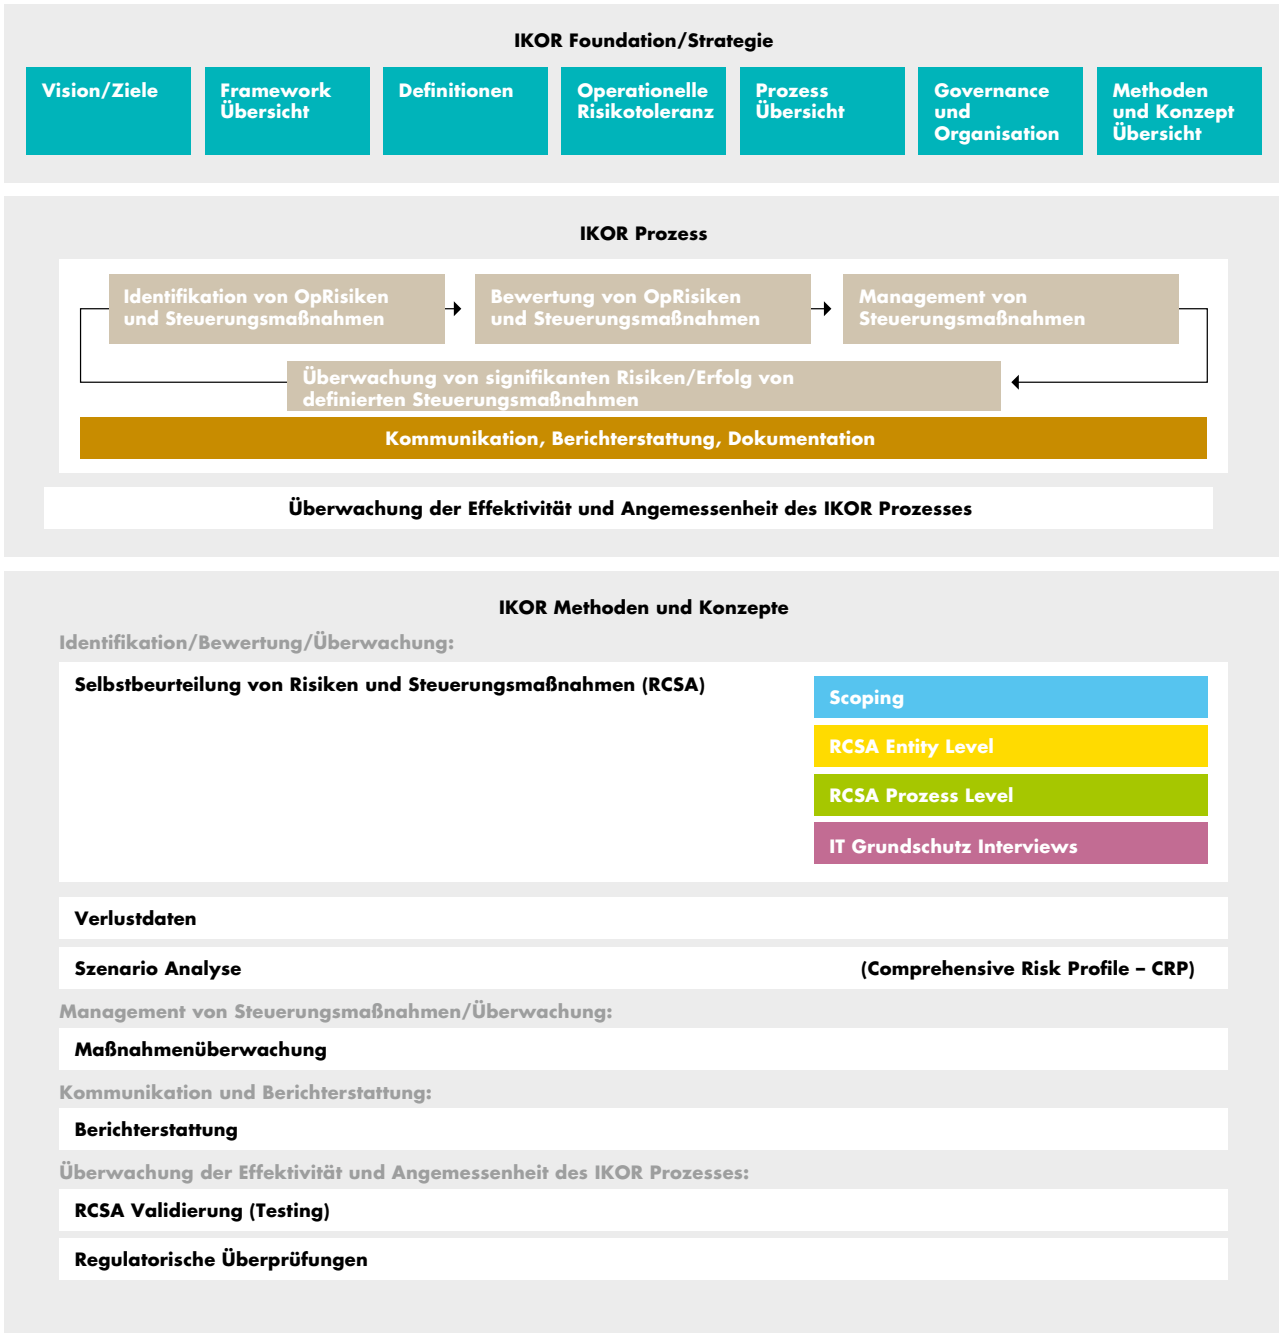 IKOR Foundation/Strategie
Vision/Ziele
Framework
Übersicht
Definitionen
Operationelle
Risikotoleranz
Prozess
Übersicht
Governance
und
Organisation
Methoden
und Konzept
Übersicht
IKOR Prozess
Identifikation von OpRisiken
und Steuerungsmaßnahmen
Bewertung von OpRisiken
und Steuerungsmaßnahmen
Management von
Steuerungsmaßnahmen
Überwachung von signifikanten Risiken/Erfolg von
definierten Steuerungsmaßnahmen
Kommunikation, Berichterstattung, Dokumentation
Überwachung der Effektivität und Angemessenheit des IKOR Prozesses
IKOR Methoden und Konzepte
Identifikation/Bewertung/Überwachung:
Selbstbeurteilung von Risiken und Steuerungsmaßnahmen (RCSA)
Scoping
RCSA Entity Level
RCSA Prozess Level
IT Grundschutz Interviews
Verlustdaten
Szenario Analyse (Comprehensive Risk Profile – CRP)
Management von Steuerungsmaßnahmen/Überwachung:
Maßnahmenüberwachung
Kommunikation und Berichterstattung:
Berichterstattung
Überwachung der Effektivität und Angemessenheit des IKOR Prozesses:
RCSA Validierung (Testing)
Regulatorische Überprüfungen